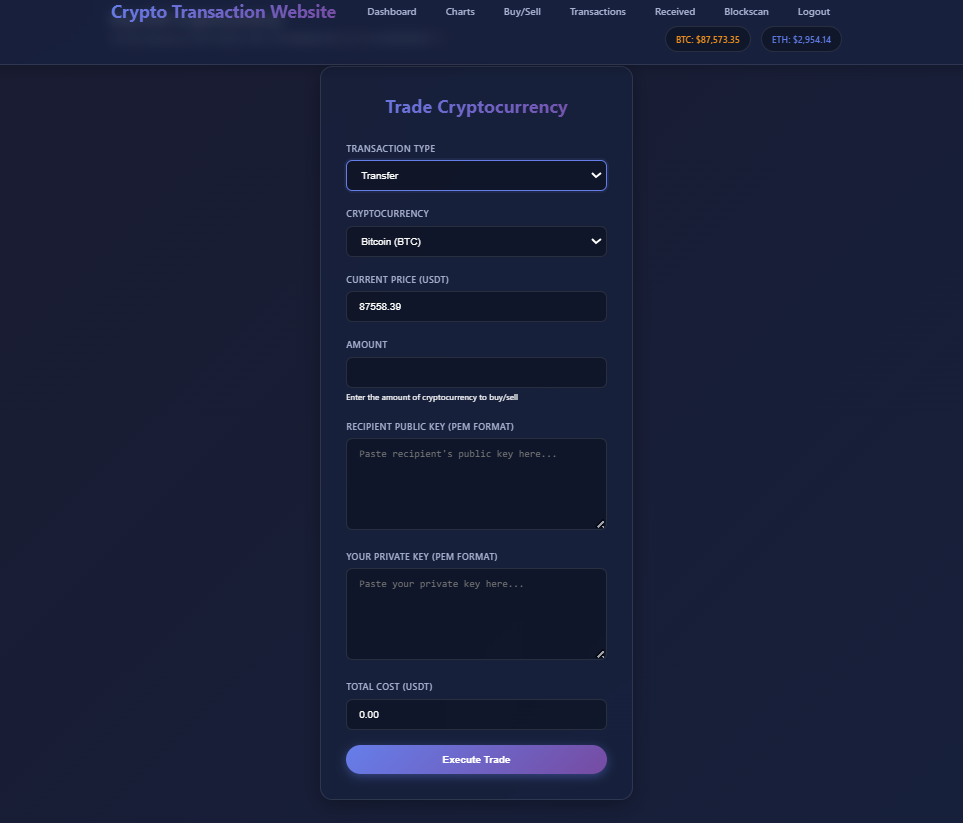 Crypto Transaction Website
Dashboard Charts Buy/Sell Transactions Received Blockscan Logout
BTC: $87,573.35 ETH: $2,954.14
Trade Cryptocurrency
TRANSACTION TYPE
Transfer
CRYPTOCURRENCY
Bitcoin (BTC)
CURRENT PRICE (USDT)
87558.39
AMOUNT
Enter the amount of cryptocurrency to buy/sell
RECIPIENT PUBLIC KEY (PEM FORMAT)
Paste recipient's public key here...
YOUR PRIVATE KEY (PEM FORMAT)
Paste your private key here...
TOTAL COST (USDT)
0.00
Execute Trade